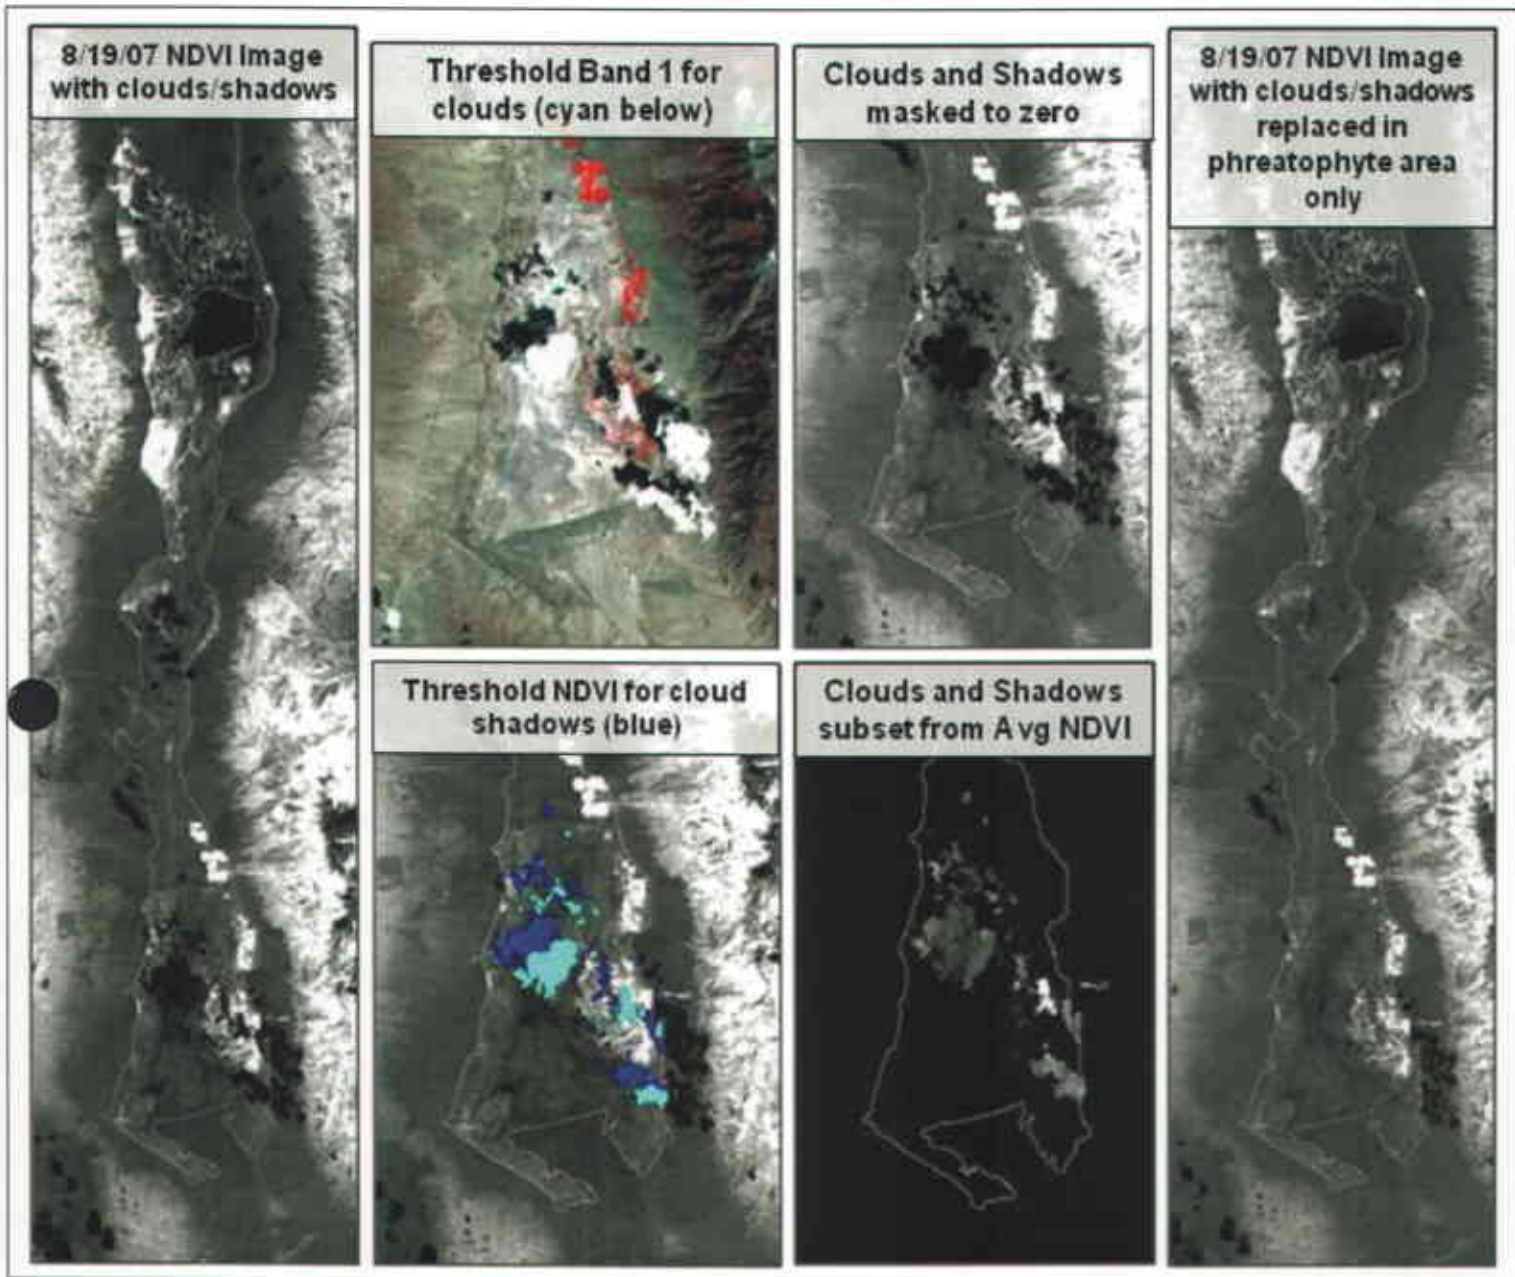 8/19/07 NDVI Image
with clouds/shadows
Threshold Band 1 for
clouds (cyan below)
Clouds and Shadows
masked to zero
8/19/07 NDVI Image
with clouds/shadows
replaced in
phreatophyte area
only
Threshold NDVI for cloud
shadows (blue)
Clouds and Shadows
subset from Avg NDVI